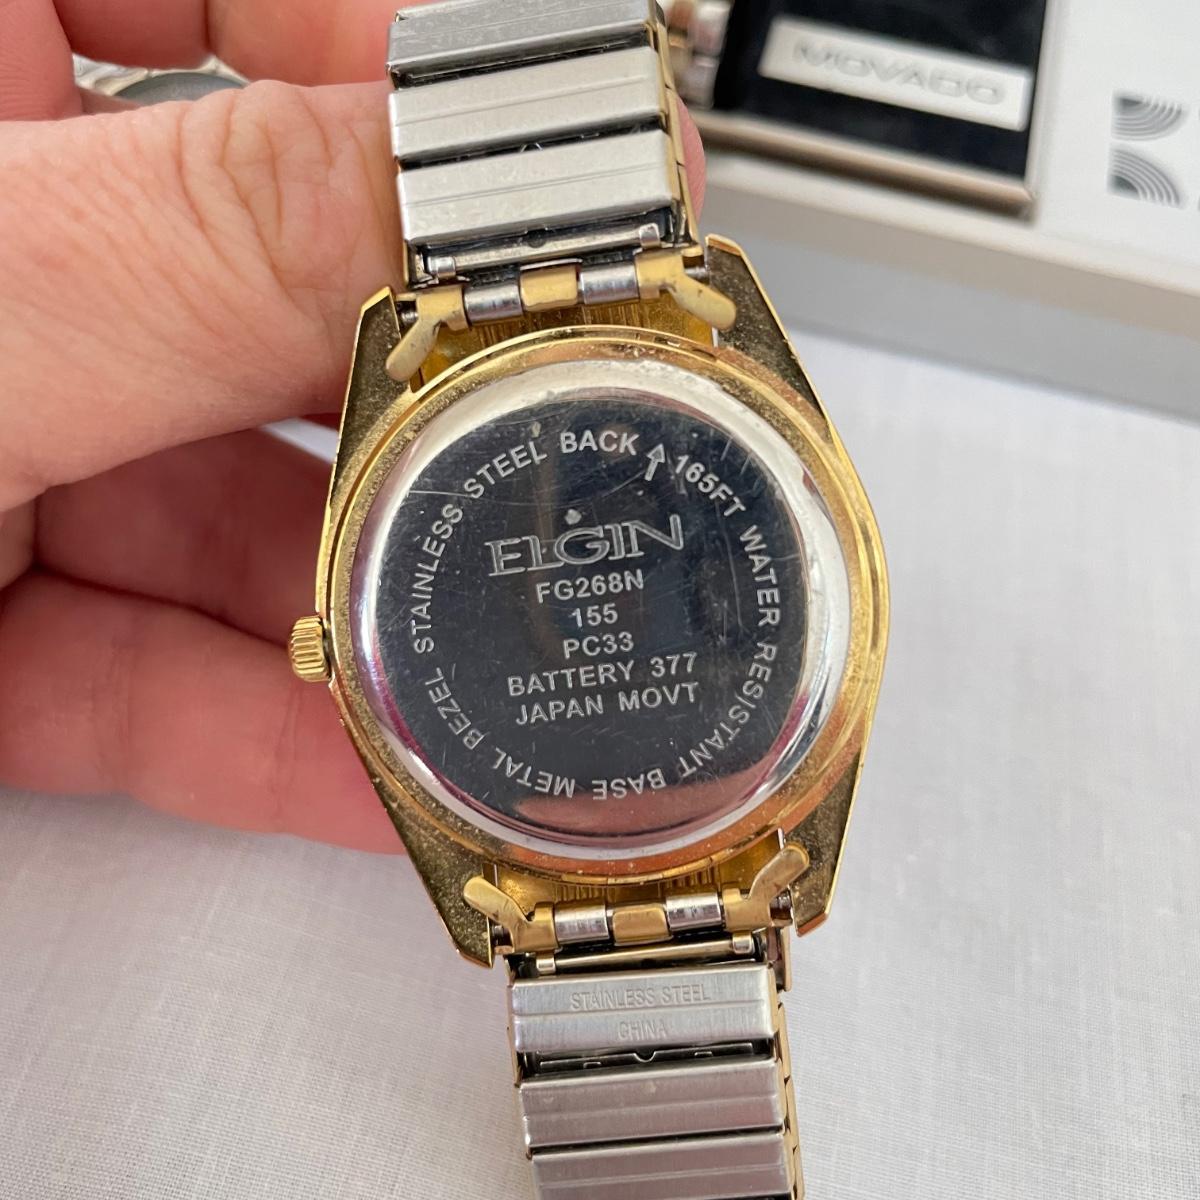 MOVADO
STAINLESS STEEL BACK 165FT WATER RESISTANT BASE METAL BEZEL
ELGIN
FG268N
155
PC33
BATTERY 377
JAPAN MOVT
STAINLESS STEEL
CHINA